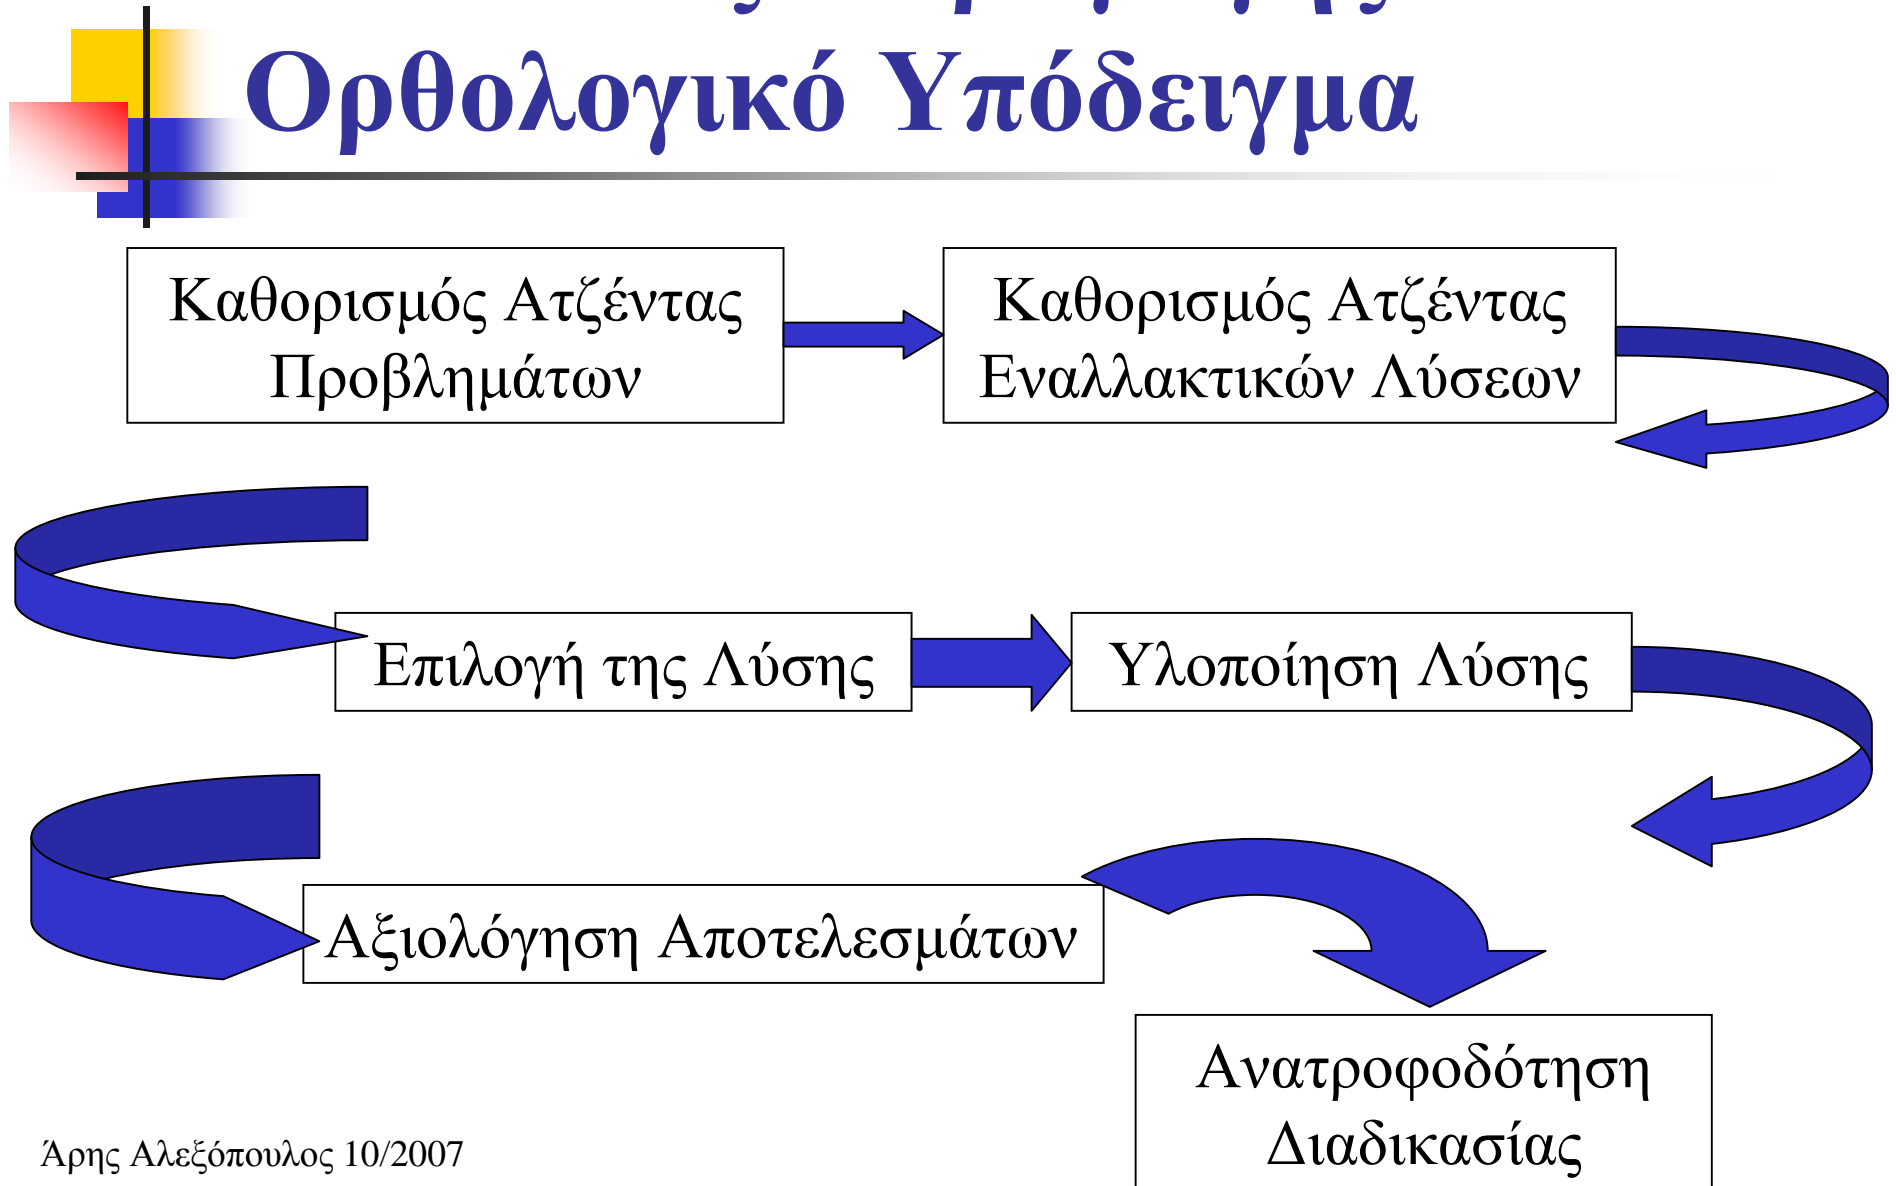 Ορθολογικό Υπόδειγμα
Καθορισμός Ατζέντας
Προβλημάτων
Καθορισμός Ατζέντας
Εναλλακτικών Λύσεων
Επιλογή της Λύσης
Υλοποίηση Λύσης
Αξιολόγηση Αποτελεσμάτων
Ανατροφοδότηση
Διαδικασίας
Άρης Αλεξόπουλος 10/2007